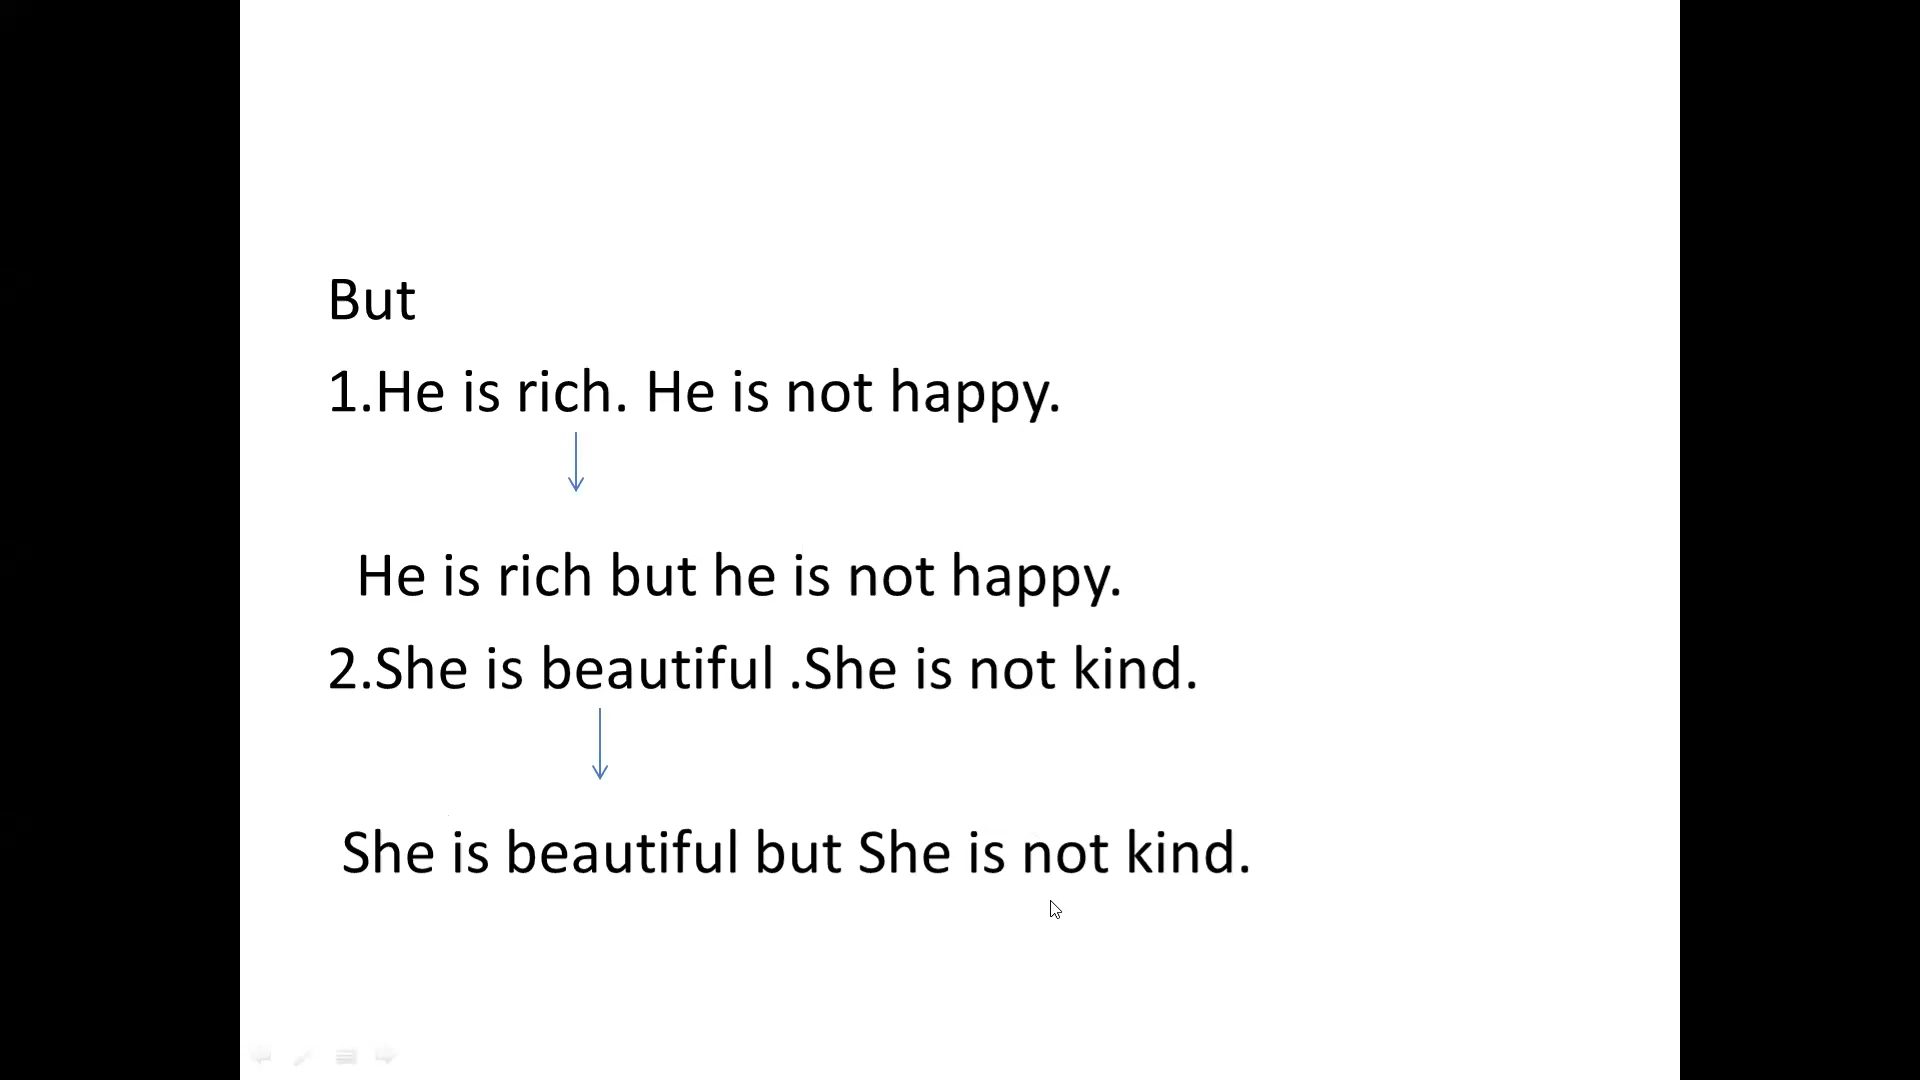 But
1.He is rich. He is not happy.
He is rich but he is not happy.
2.She is beautiful .She is not kind.
She is beautiful but She is not kind.